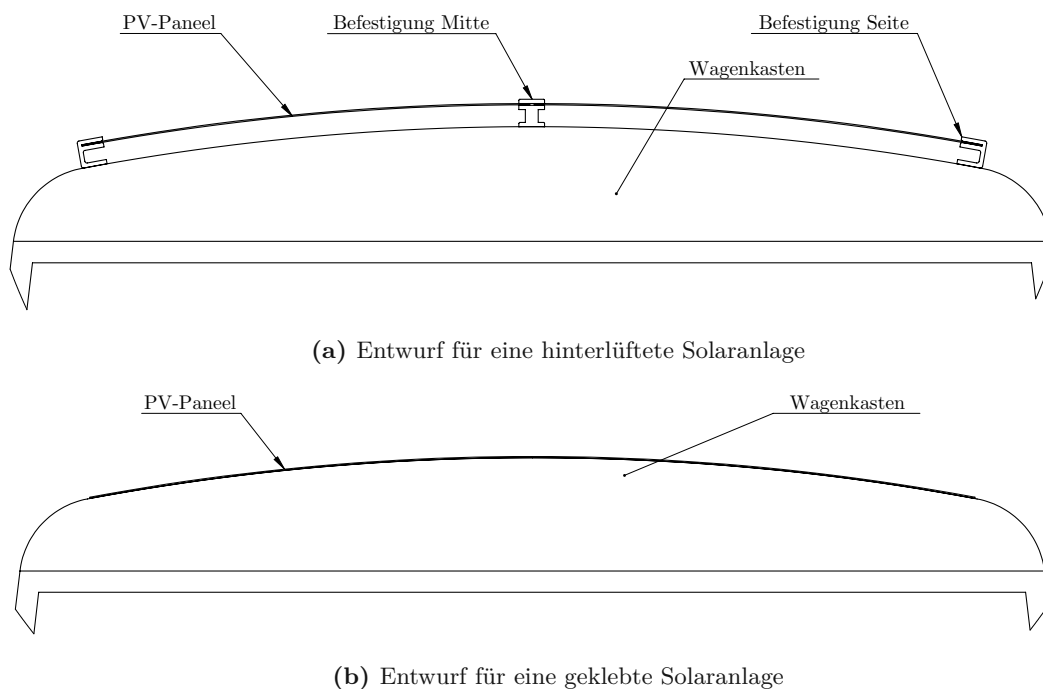 PV-Paneel
Befestigung Mitte
Befestigung Seite
Wagenkasten
(a) Entwurf für eine hinterlüftete Solaranlage
PV-Paneel
Wagenkasten
(b) Entwurf für eine geklebte Solaranlage